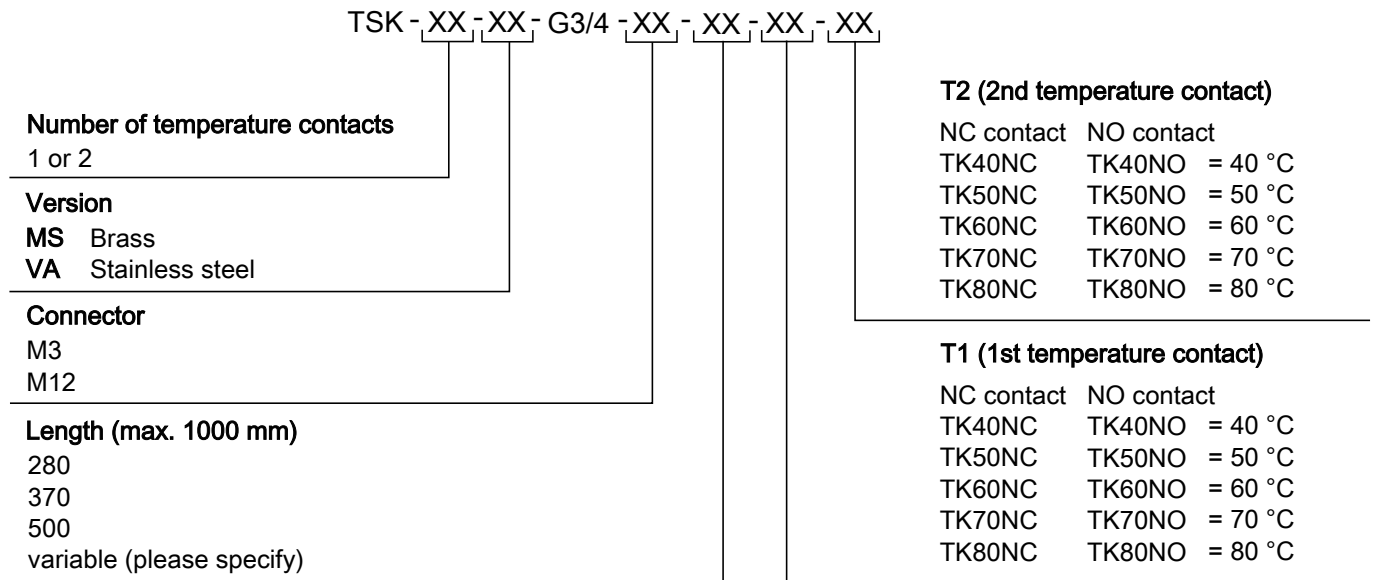 TSK - XX - XX - G3/4 - XX - XX - XX - XX
Number of temperature contacts
1 or 2
Version
MS Brass
VA Stainless steel
Connector
M3
M12
Length (max. 1000 mm)
280
370
500
variable (please specify)
T2 (2nd temperature contact)
NC contact NO contact
TK40NC TK40NO = 40 °C
TK50NC TK50NO = 50 °C
TK60NC TK60NO = 60 °C
TK70NC TK70NO = 70 °C
TK80NC TK80NO = 80 °C
T1 (1st temperature contact)
NC contact NO contact
TK40NC TK40NO = 40 °C
TK50NC TK50NO = 50 °C
TK60NC TK60NO = 60 °C
TK70NC TK70NO = 70 °C
TK80NC TK80NO = 80 °C